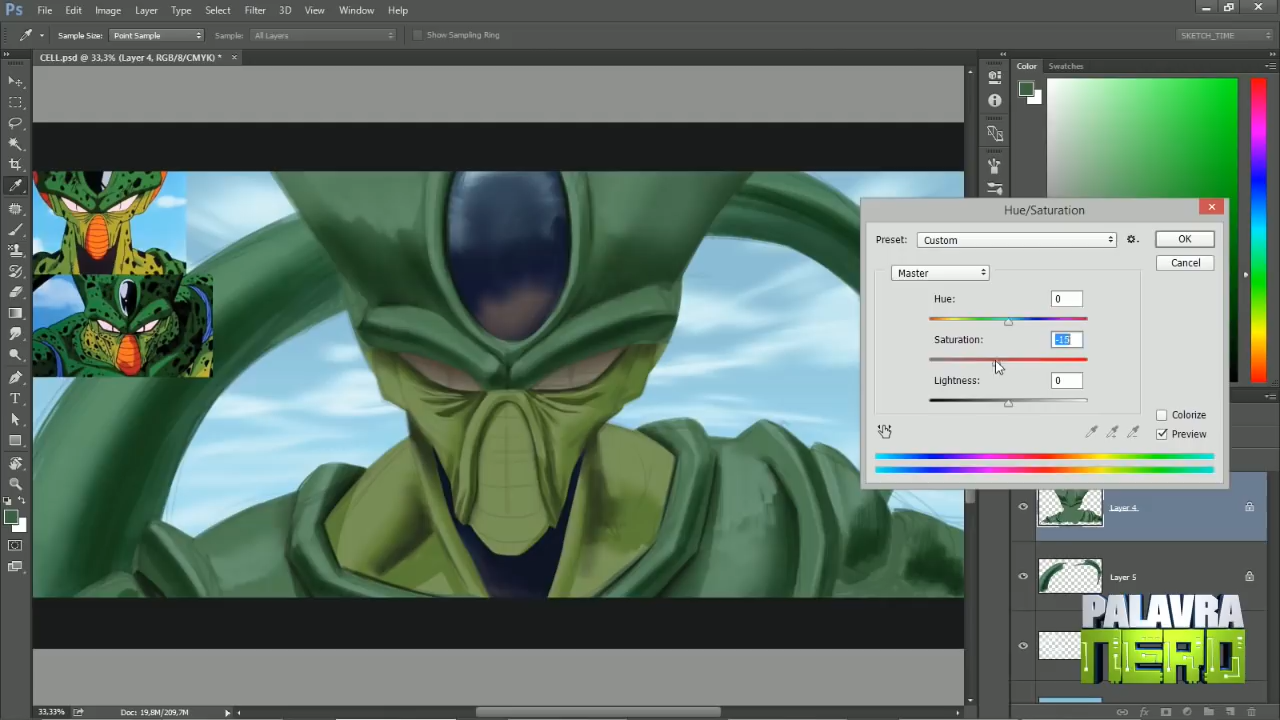 Ps File Edit Image Layer Type Select Filter 3D View Window Help
Sample Size: Point Sample Sample: All Layers Show Sampling Ring SKETCH_TIME
CELL.psd @ 33,3% (Layer 4, RGB/8/CMYK) *
Color Swatches
Hue/Saturation
Preset: Custom OK
Cancel
Master
Hue: 0
Saturation: -15
Lightness: 0
Colorize
Preview
Layer 4
Layer 5
PALAVRA
NERD
33,33% Doc: 19,8M/209,7M